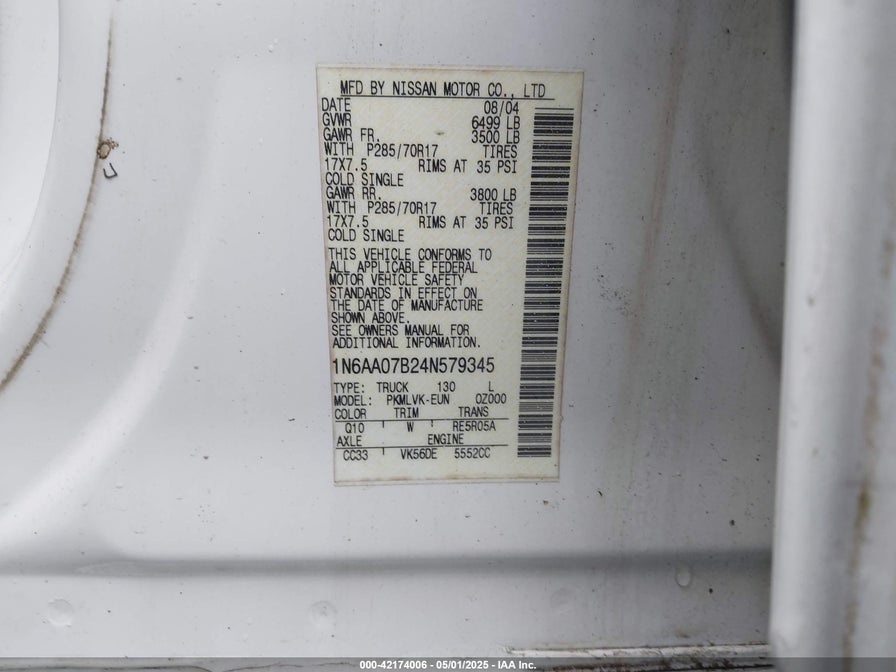 MFD BY NISSAN MOTOR CO., LTD
DATE 08/04
GVWR 6499 LB
GAWR FR. 3500 LB
WITH P285/70R17 TIRES
17X7.5 RIMS AT 35 PSI
COLD SINGLE
GAWR RR. 3800 LB
WITH P285/70R17 TIRES
17X7.5 RIMS AT 35 PSI
COLD SINGLE
THIS VEHICLE CONFORMS TO
ALL APPLICABLE FEDERAL
MOTOR VEHICLE SAFETY
STANDARDS IN EFFECT ON
THE DATE OF MANUFACTURE
SHOWN ABOVE.
SEE OWNERS MANUAL FOR
ADDITIONAL INFORMATION.
1N6AA07B24N579345
TYPE: TRUCK 130 L
MODEL: PKMLVK-EUN OZ000
COLOR TRIM TRANS
Q10 W RE5R05A
AXLE ENGINE
CC33 VK56DE 5552CC
000-42174006 - 05/01/2025 - IAA Inc.